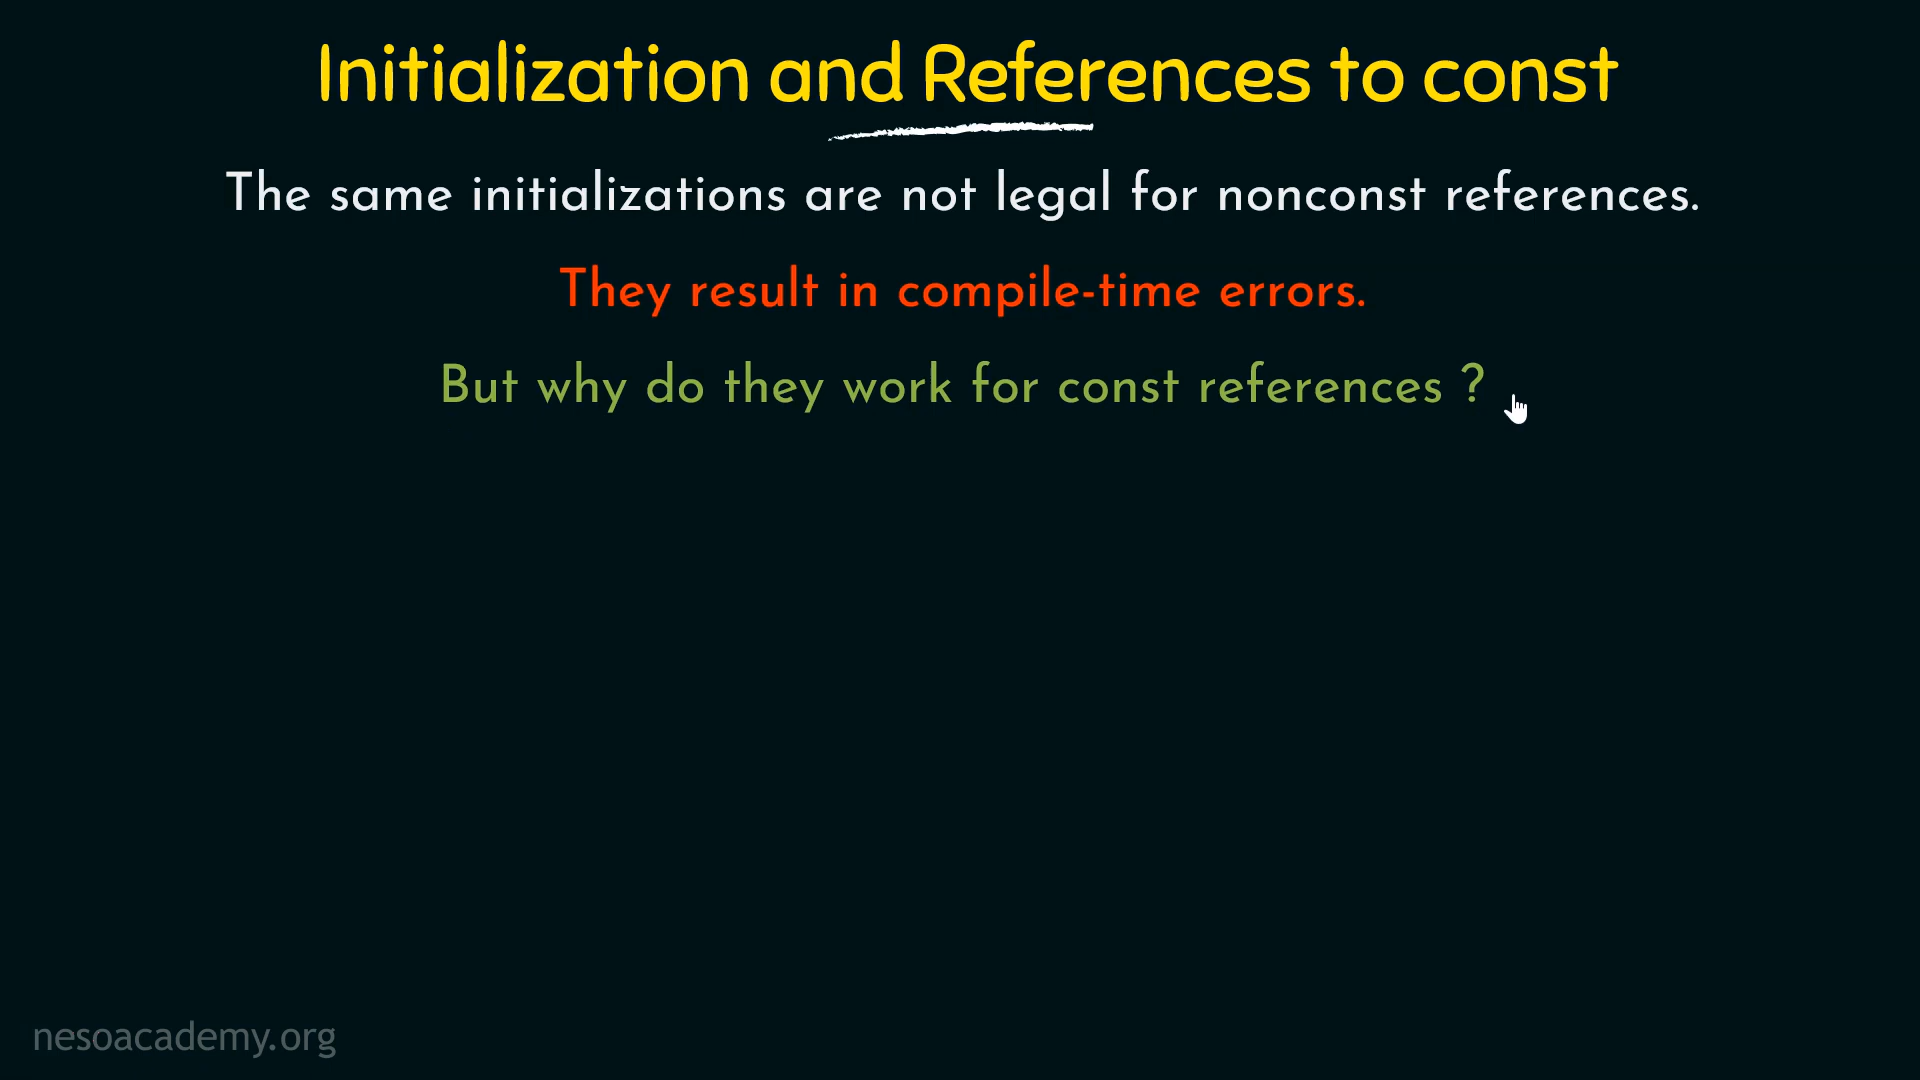 Initialization and References to const
The same initializations are not legal for nonconst references.
They result in compile-time errors.
But why do they work for const references ?
nesoacademy.org